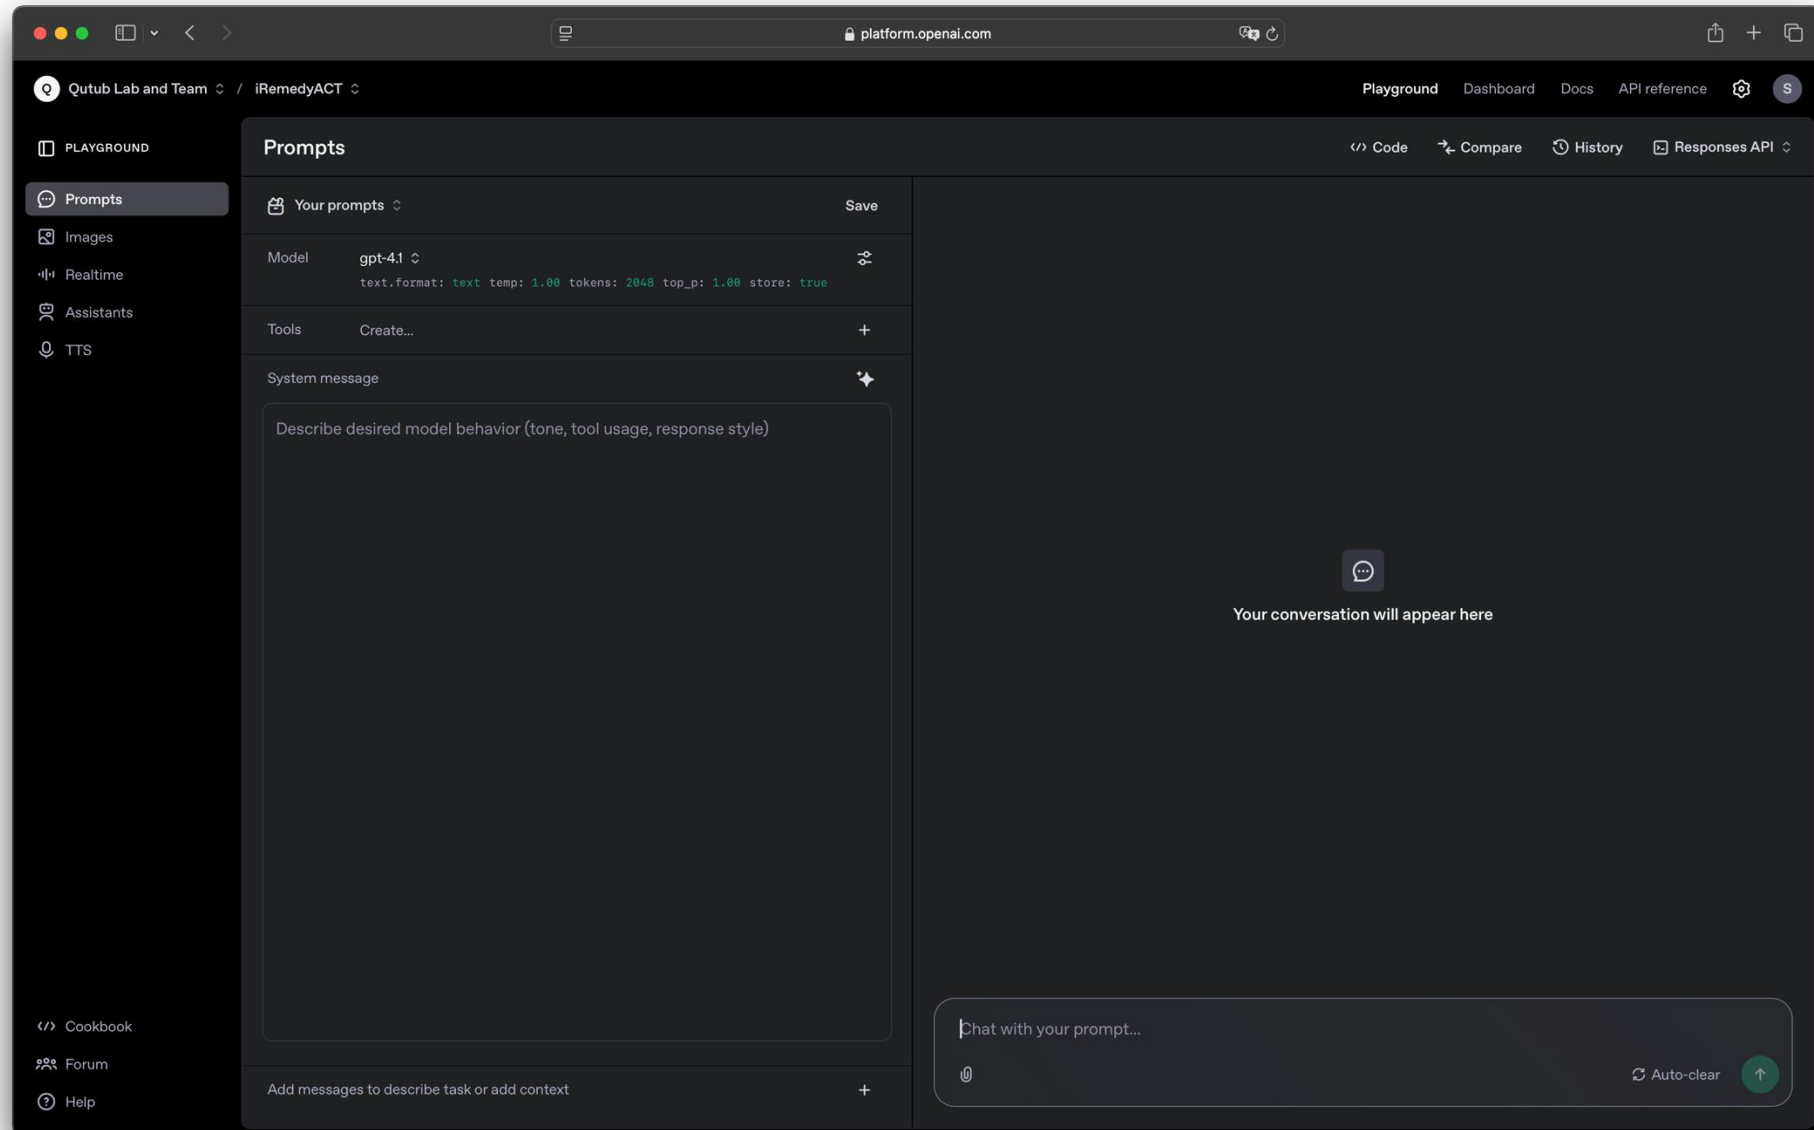 platform.openai.com
Q Qutub Lab and Team / iRemedyACT
Playground Dashboard Docs API reference S
PLAYGROUND
Prompts
Images
Realtime
Assistants
TTS
Cookbook
Forum
Help
Prompts
Code Compare History Responses API
Your prompts Save
Model gpt-4.1
text.format: text temp: 1.00 tokens: 2048 top_p: 1.00 store: true
Tools Create...
System message
Describe desired model behavior (tone, tool usage, response style)
Add messages to describe task or add context
Your conversation will appear here
Chat with your prompt...
Auto-clear